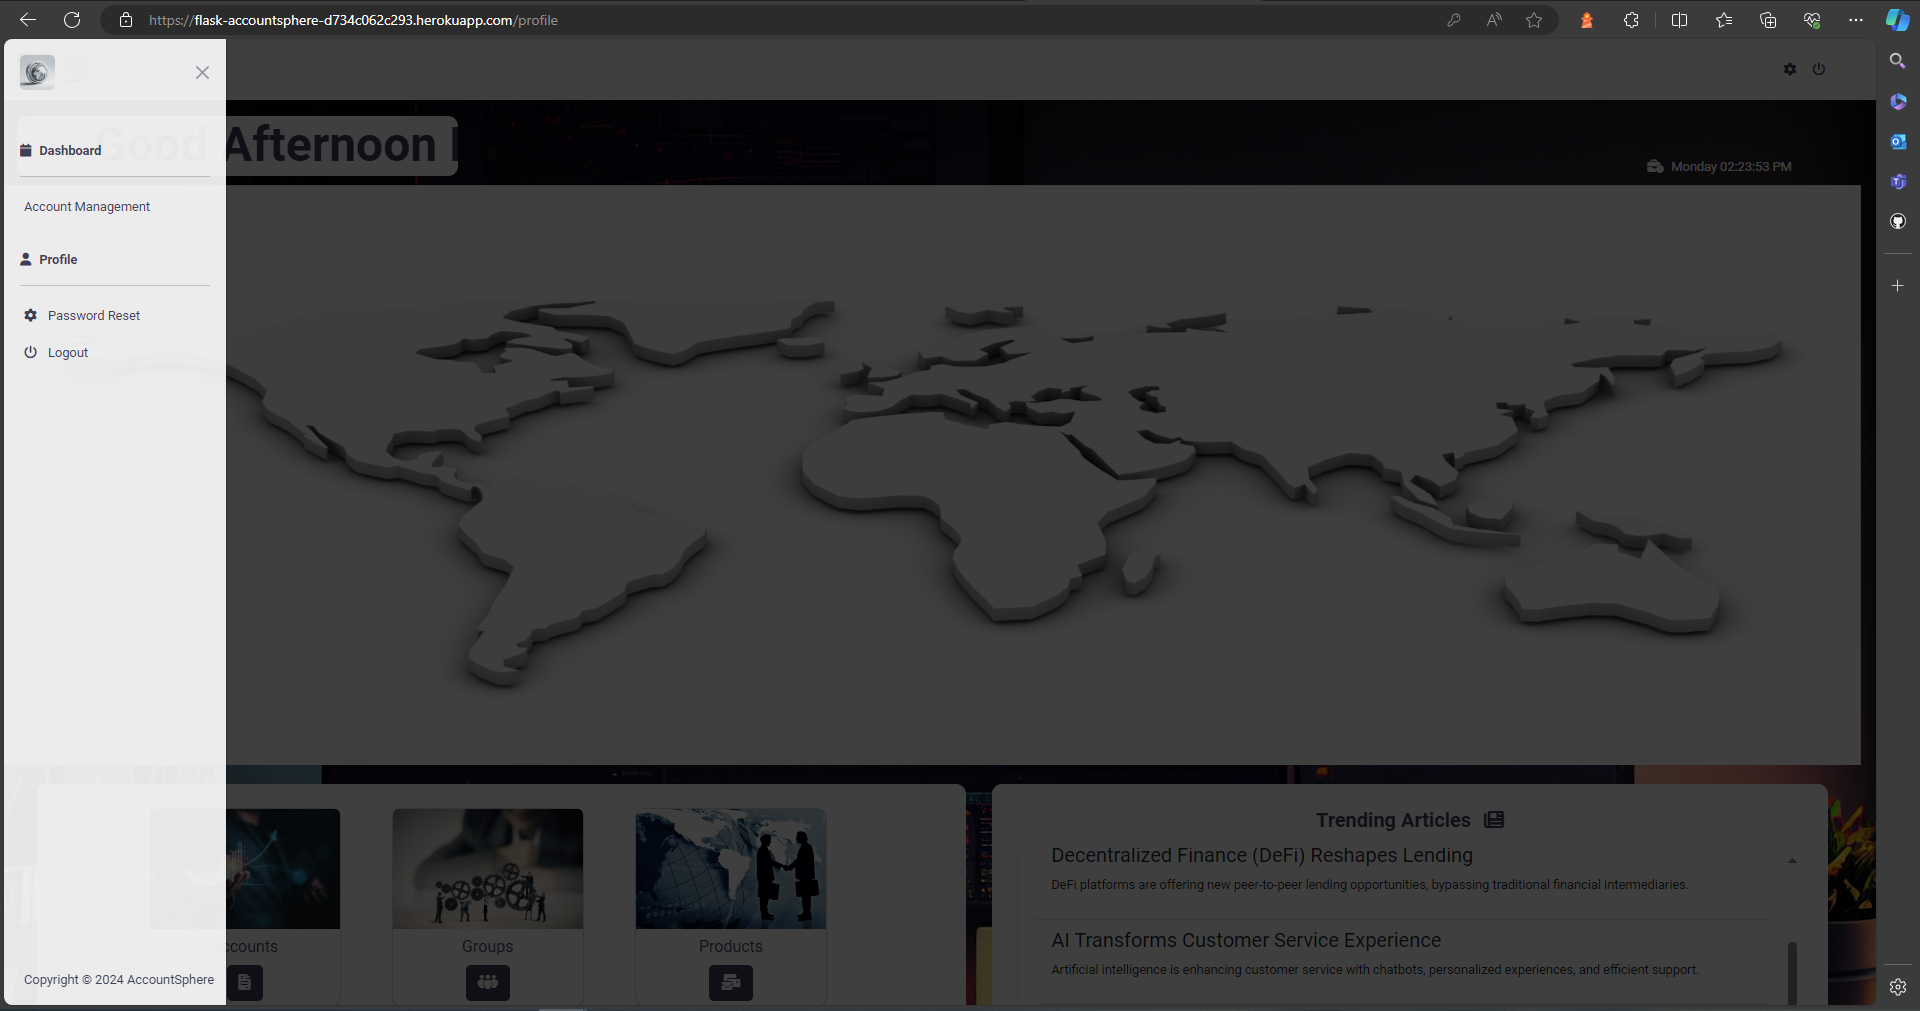 https://flask-accountsphere-d734c062c293.herokuapp.com/profile
Good Afternoon
Dashboard
Monday 02:23:53 PM
Account Management
Profile
Password Reset
Logout
Trending Articles
Decentralized Finance (DeFi) Reshapes Lending
DeFi platforms are offering new peer-to-peer lending opportunities, bypassing traditional financial intermediaries.
Accounts
Groups
Products
AI Transforms Customer Service Experience
Artificial intelligence is enhancing customer service with chatbots, personalized experiences, and efficient support.
Copyright © 2024 AccountSphere